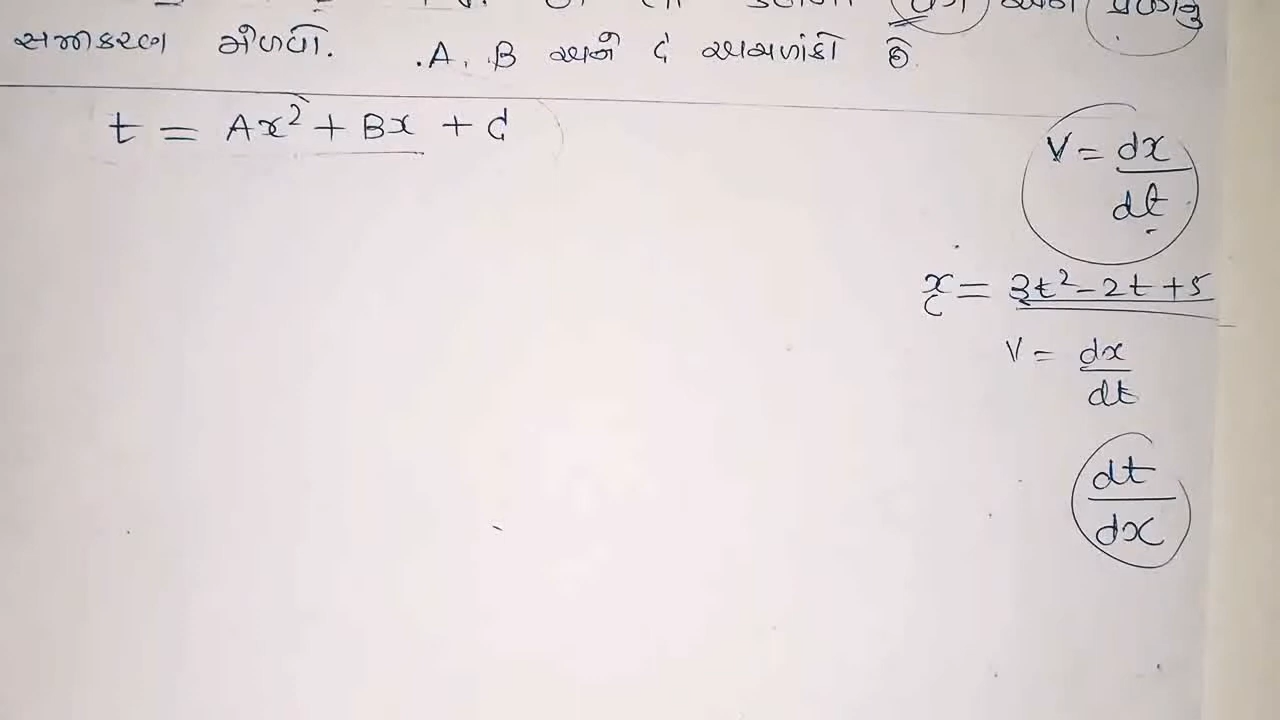 સમીકરણ મેળવો. A, B અને C અચળાંકો છે.
t = Ax² + Bx + C
V = dx/dt
x = 3t² - 2t + 5
V = dx/dt
dt/dx